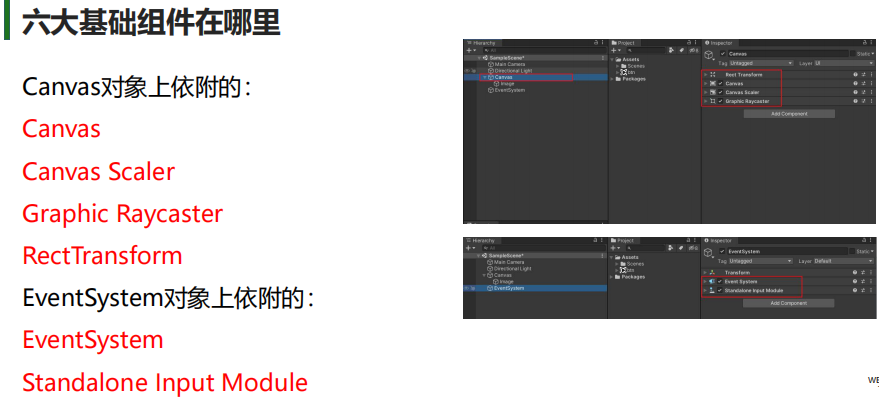 六大基础组件在哪里
Canvas对象上依附的：
Canvas
Canvas Scaler
Graphic Raycaster
RectTransform
EventSystem对象上依附的：
EventSystem
Standalone Input Module
Hierarchy
All
SampleScene*
Main Camera
Directional Light
Canvas
Image
EventSystem
Project
Assets
Scenes
btn
Packages
Inspector
Canvas
Static
Tag Untagged Layer UI
Rect Transform
Canvas
Canvas Scaler
Graphic Raycaster
Add Component
Hierarchy
All
SampleScene*
Main Camera
Directional Light
Canvas
Image
EventSystem
Project
Assets
Scenes
btn
Packages
Inspector
EventSystem
Static
Tag Untagged Layer Default
Transform
Event System
Standalone Input Module
Add Component